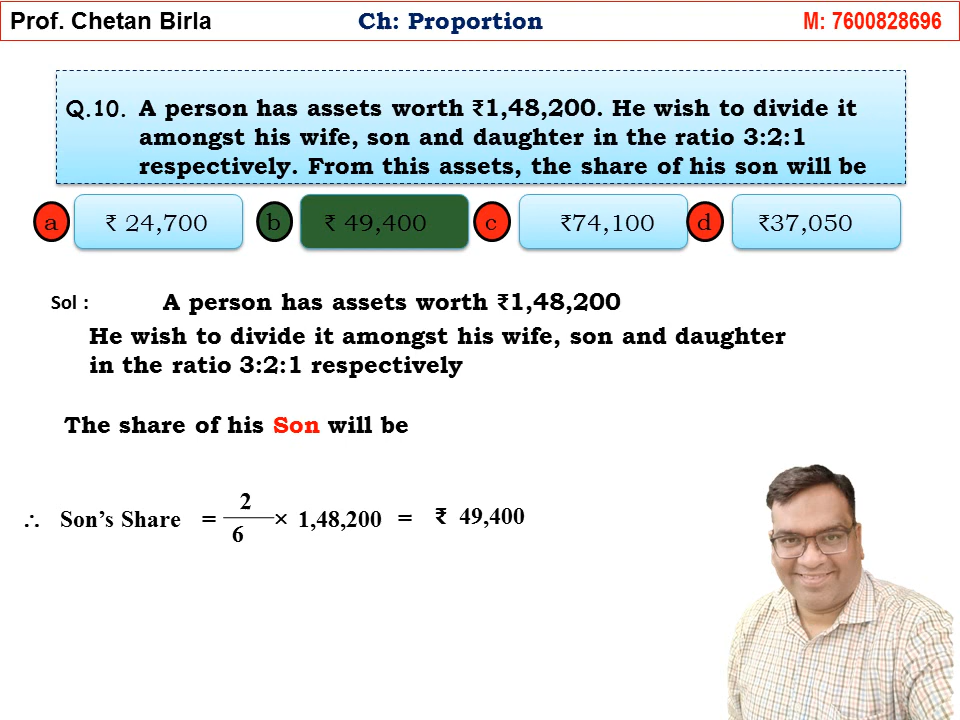 Prof. Chetan Birla Ch: Proportion M: 7600828696
Q.10. A person has assets worth ₹1,48,200. He wish to divide it
amongst his wife, son and daughter in the ratio 3:2:1
respectively. From this assets, the share of his son will be
a ₹ 24,700 b ₹ 49,400 c ₹74,100 d ₹37,050
Sol : A person has assets worth ₹1,48,200
He wish to divide it amongst his wife, son and daughter
in the ratio 3:2:1 respectively
The share of his Son will be
2
∴ Son’s Share = × 1,48,200 = ₹ 49,400
6